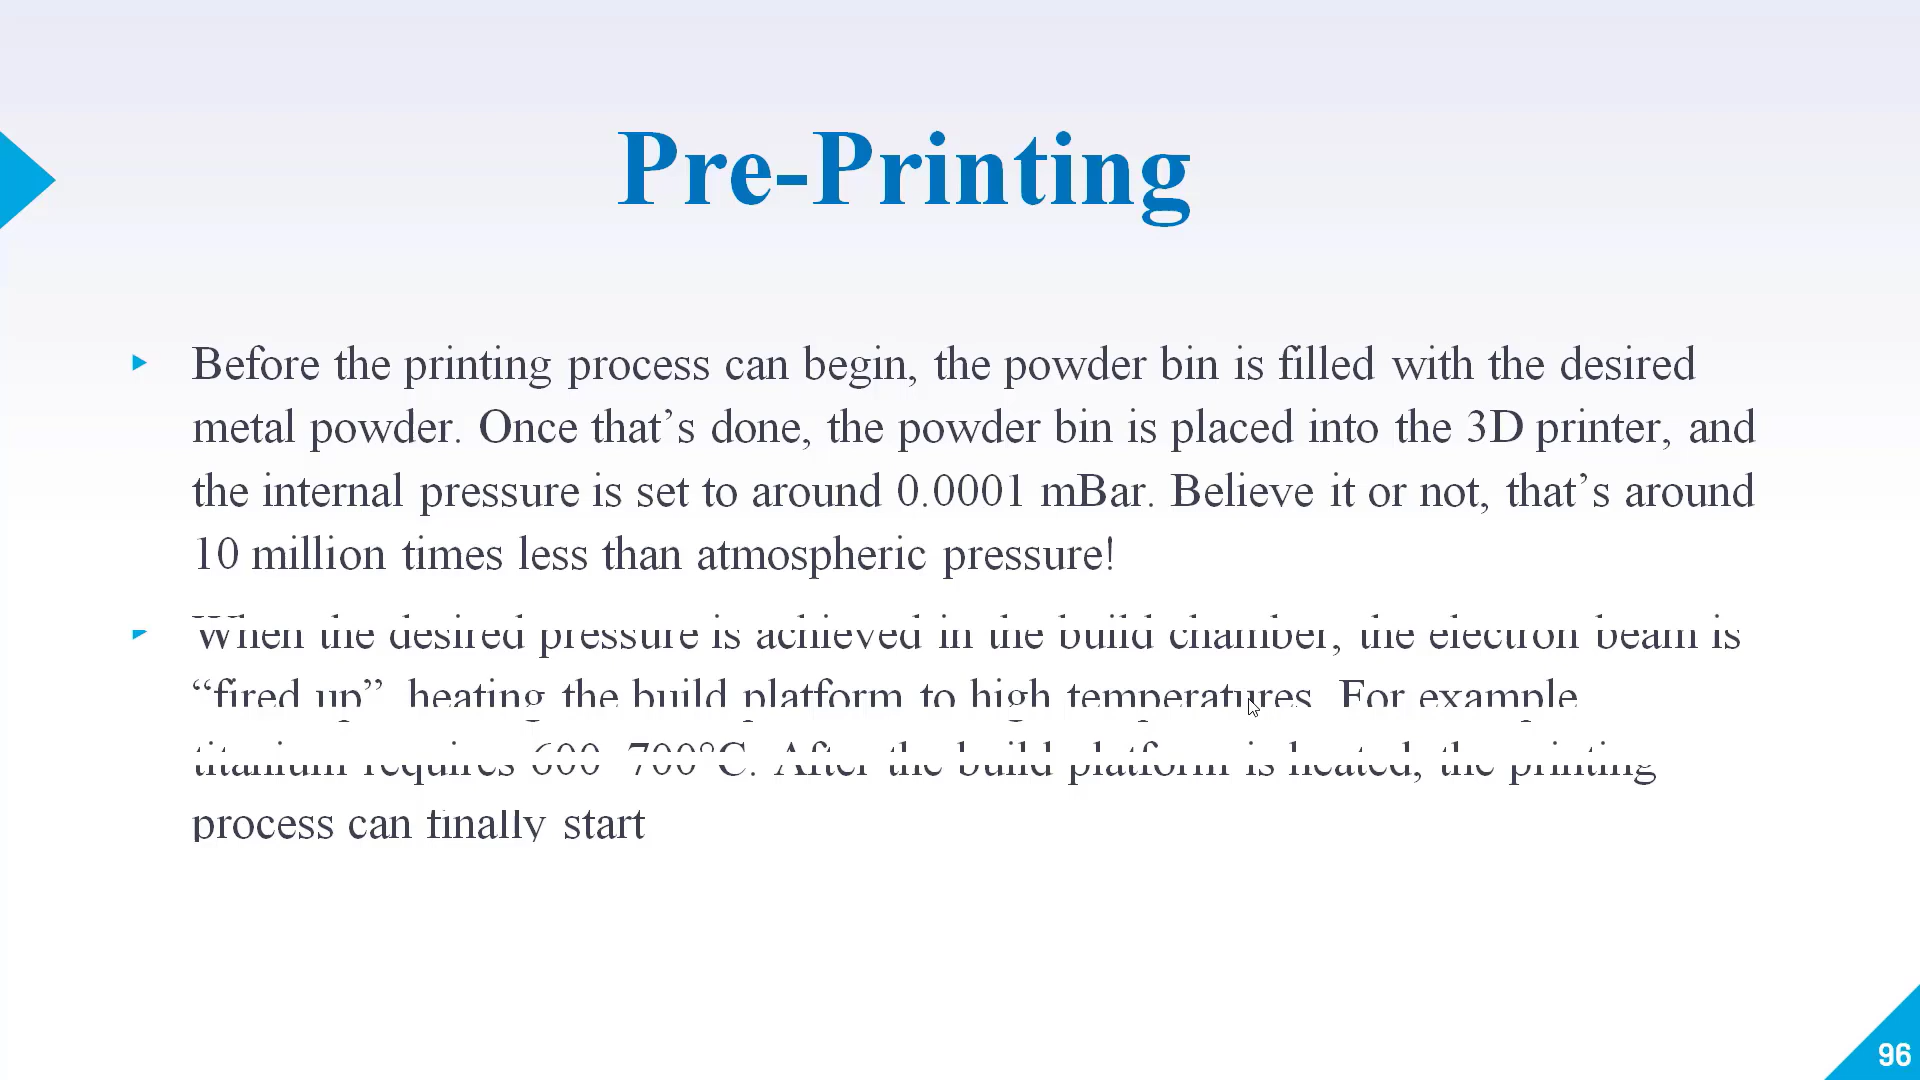 Pre-Printing
Before the printing process can begin, the powder bin is filled with the desired
metal powder. Once that’s done, the powder bin is placed into the 3D printer, and
the internal pressure is set to around 0.0001 mBar. Believe it or not, that’s around
10 million times less than atmospheric pressure!
When the desired pressure is achieved in the build chamber, the electron beam is
“fired up”, heating the build platform to high temperatures. For example
titanium requires 600–700°C. After the build platform is heated, the printing
process can finally start
96